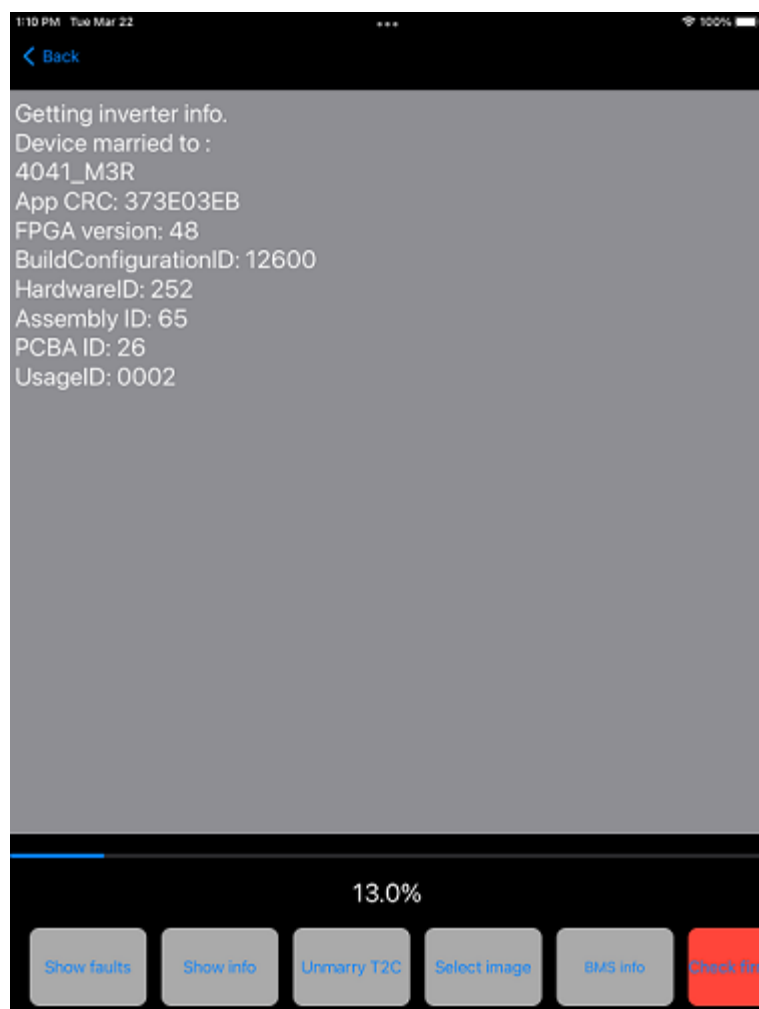 1:10 PM Tue Mar 22
100%
Back
Getting inverter info.
Device married to :
4041_M3R
App CRC: 373E03EB
FPGA version: 48
BuildConfigurationID: 12600
HardwareID: 252
Assembly ID: 65
PCBA ID: 26
UsageID: 0002
13.0%
Show faults
Show info
Unmarry T2C
Select image
BMS info
Check fir